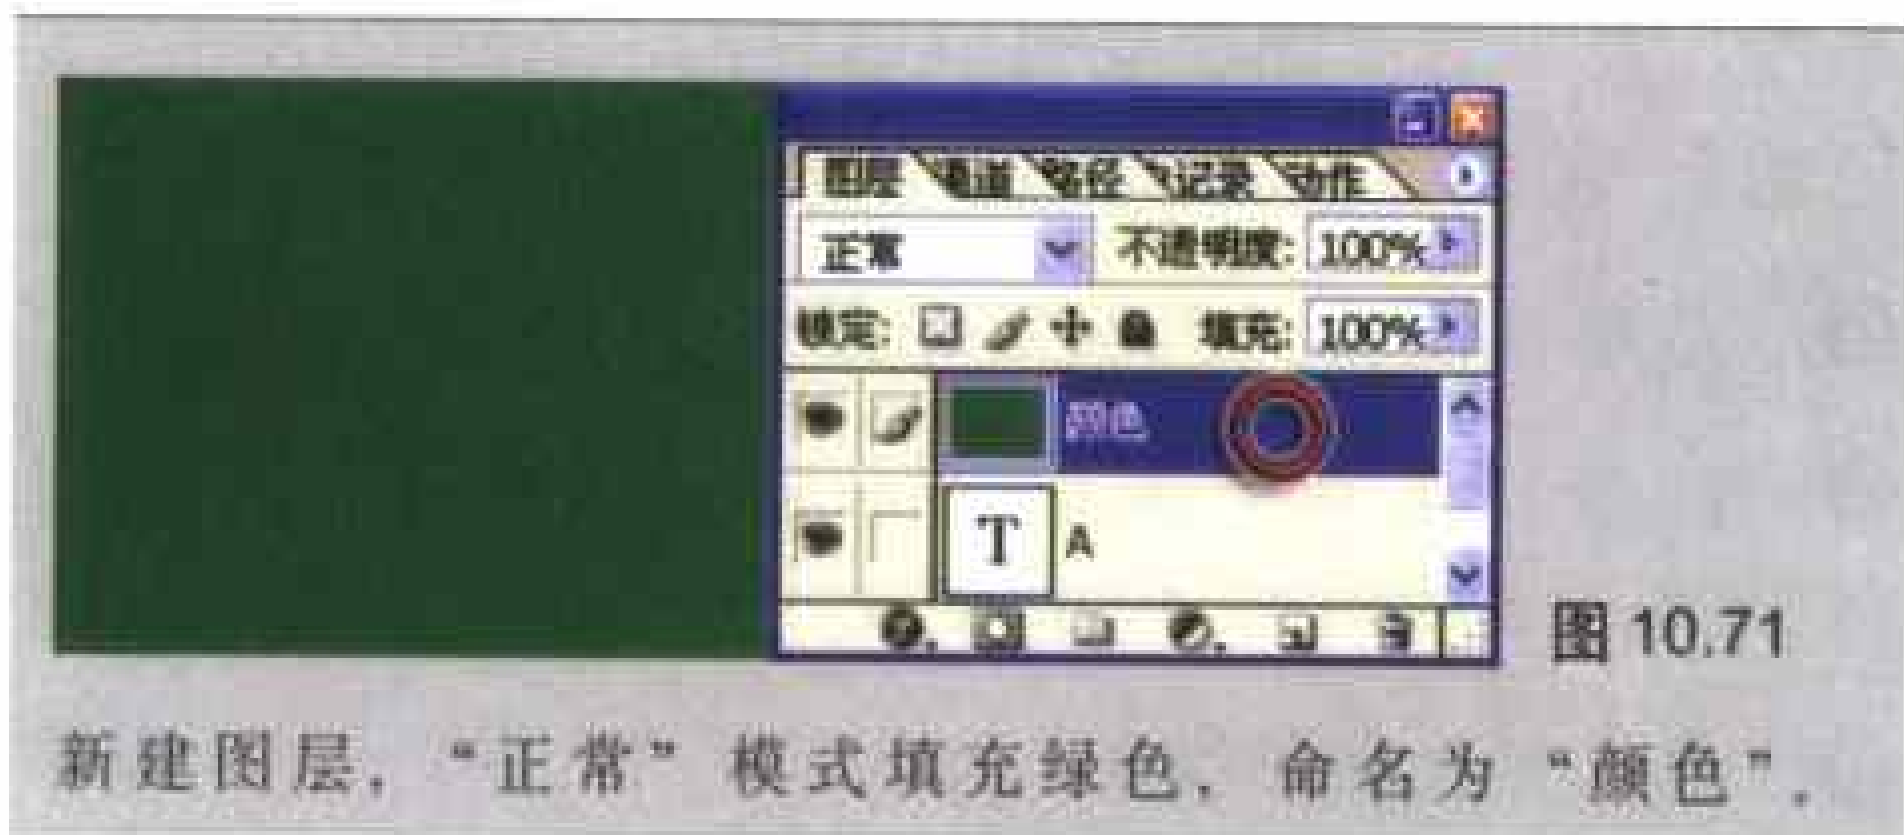 图层 通道 路径 记录 动作
正常 不透明度: 100%
锁定: 填充: 100%
颜色
T A
图 10.71
新建图层，“正常”模式填充绿色，命名为“颜色”。